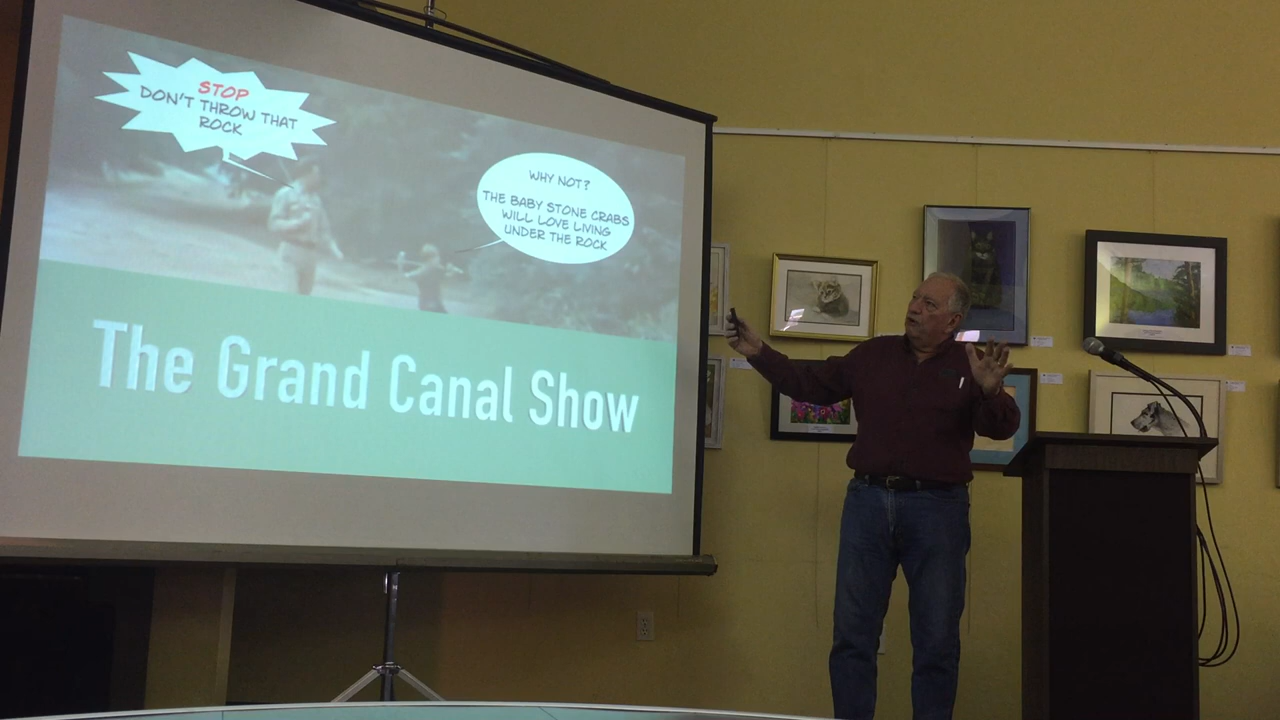 STOP
DON'T THROW THAT
ROCK
WHY NOT?
THE BABY STONE CRABS
WILL LOVE LIVING
UNDER THE ROCK
The Grand Canal Show